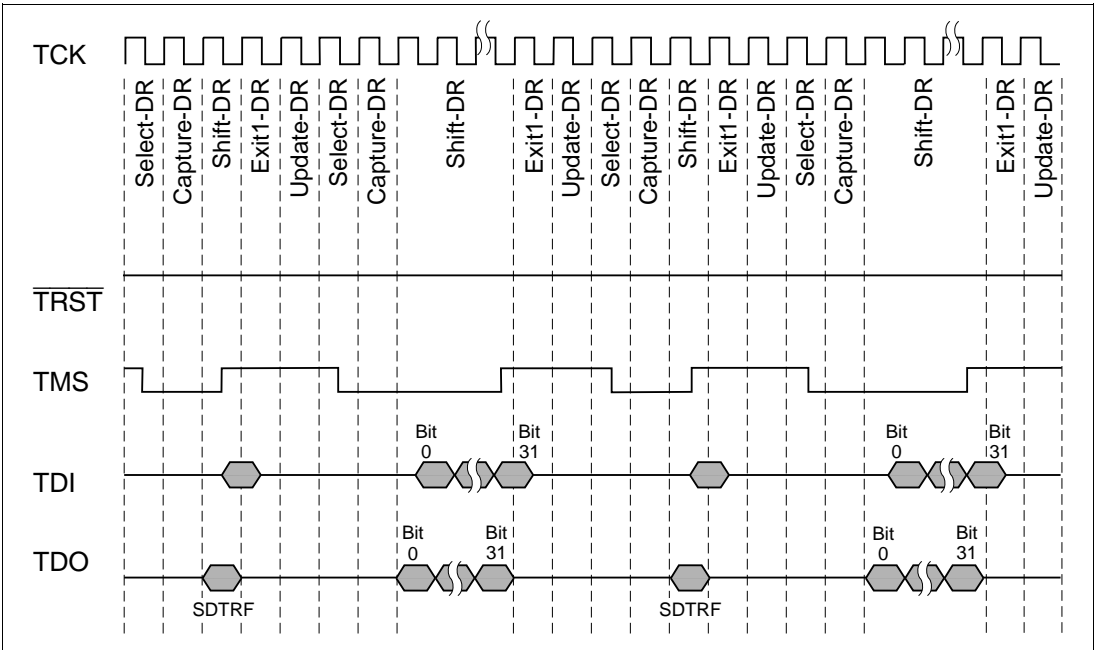 TCK
Select-DR
Capture-DR
Shift-DR
Exit1-DR
Update-DR
Select-DR
Capture-DR
Shift-DR
Exit1-DR
Update-DR
Select-DR
Capture-DR
Shift-DR
Exit1-DR
Update-DR
Select-DR
Capture-DR
Shift-DR
Exit1-DR
Update-DR
TRST
TMS
TDI
Bit
0
Bit
31
Bit
0
Bit
31
TDO
SDTRF
Bit
0
Bit
31
SDTRF
Bit
0
Bit
31